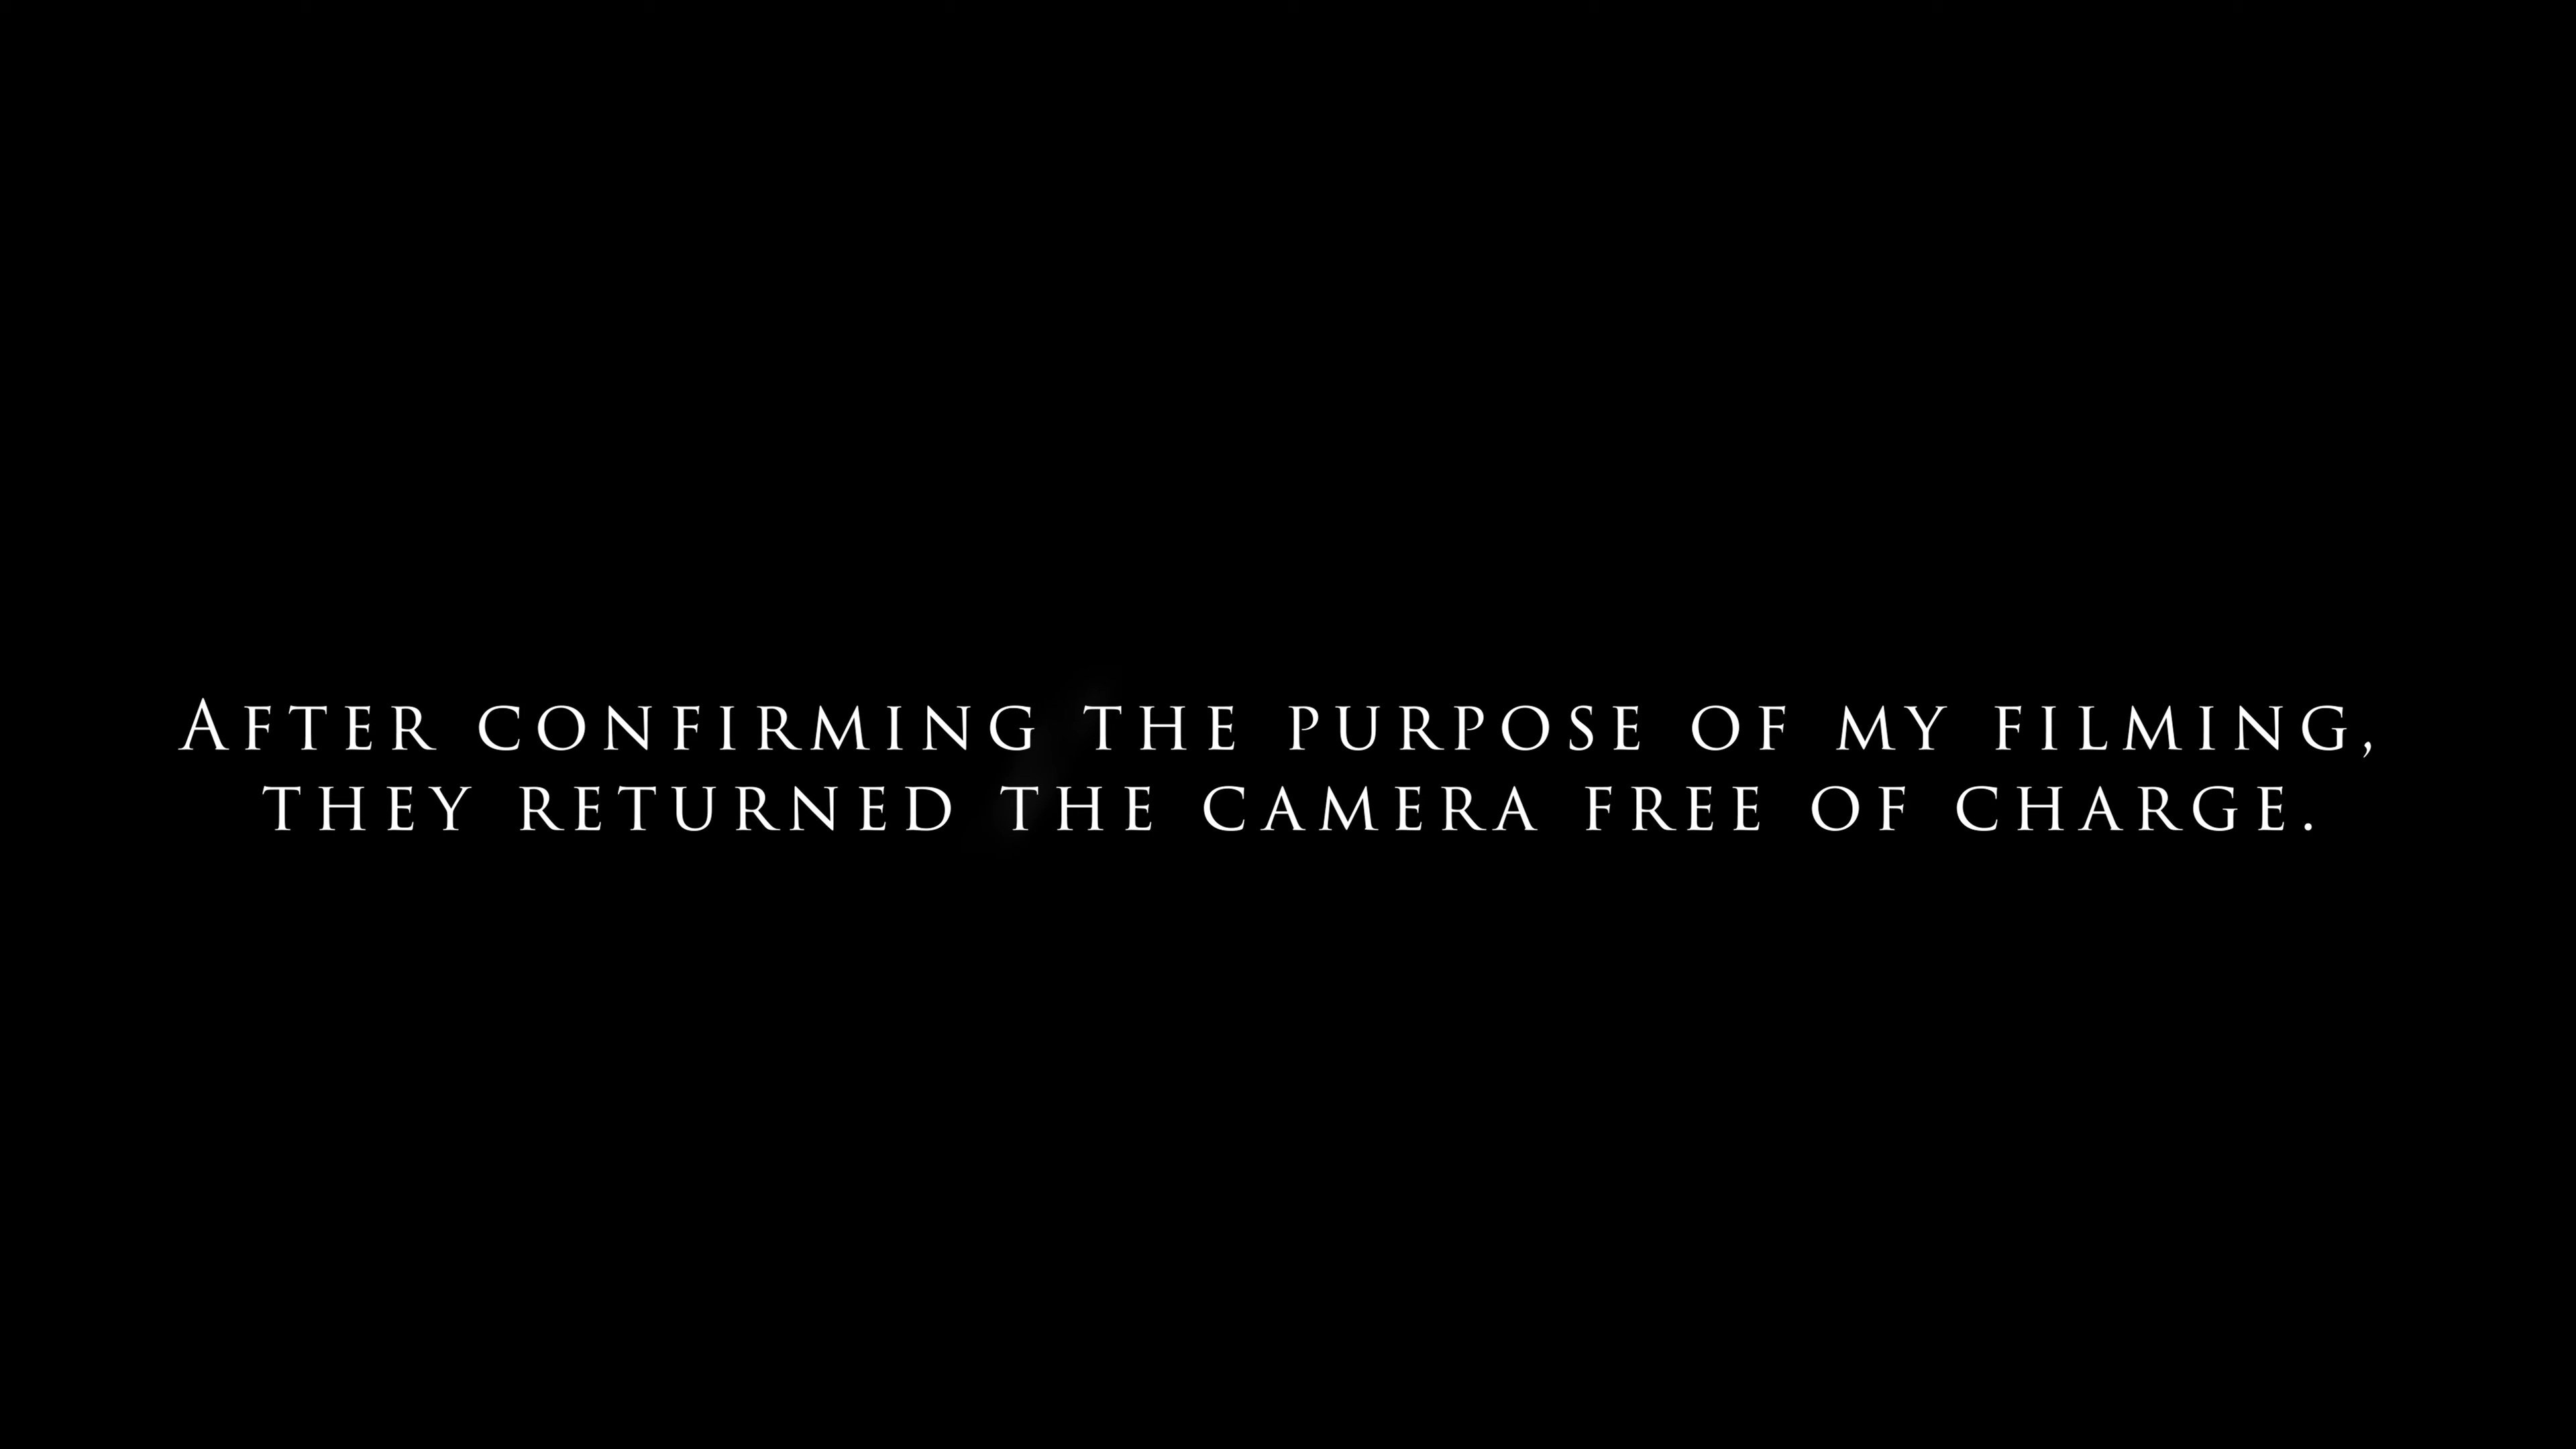 After confirming the purpose of my filming,
they returned the camera free of charge.